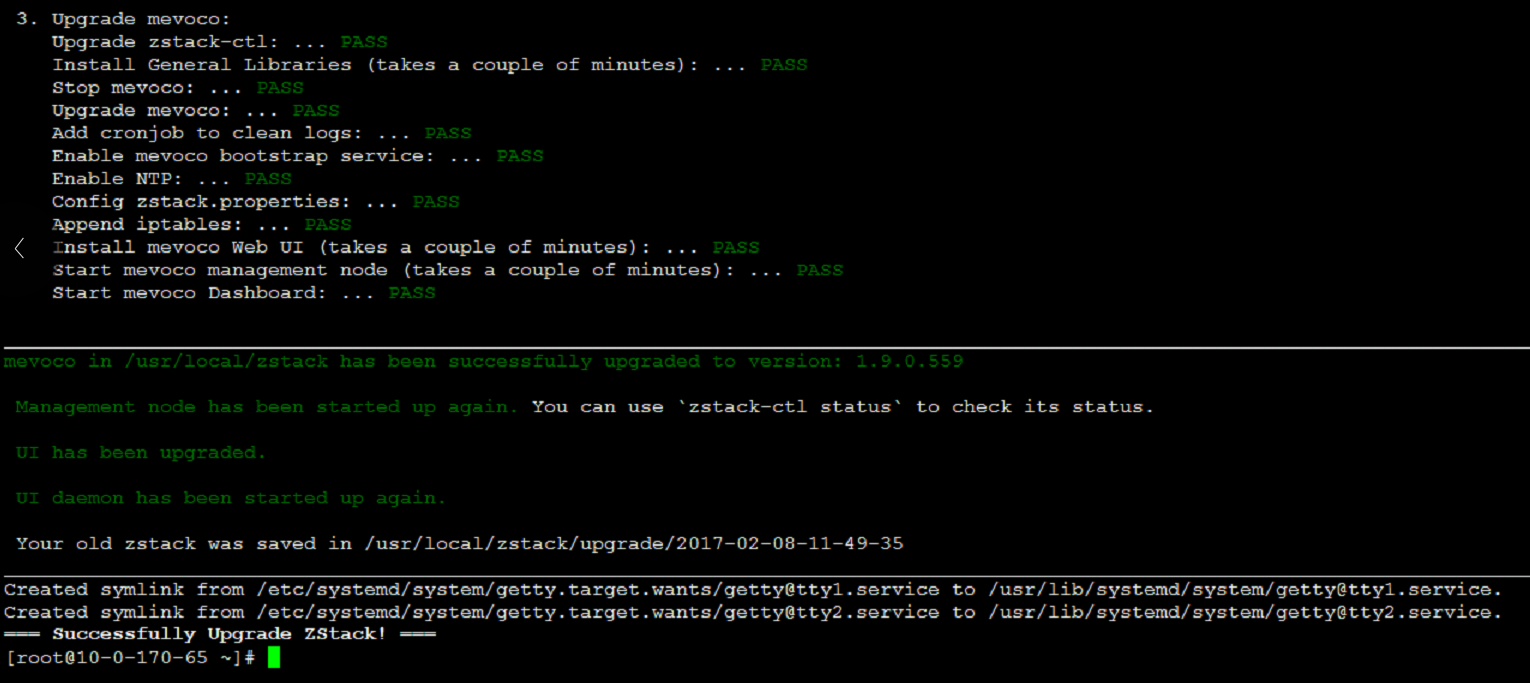 3. Upgrade mevoco:
Upgrade zstack-ctl: ... PASS
Install General Libraries (takes a couple of minutes): ... PASS
Stop mevoco: ... PASS
Upgrade mevoco: ... PASS
Add cronjob to clean logs: ... PASS
Enable mevoco bootstrap service: ... PASS
Enable NTP: ... PASS
Config zstack.properties: ... PASS
Append iptables: ... PASS
Install mevoco Web UI (takes a couple of minutes): ... PASS
Start mevoco management node (takes a couple of minutes): ... PASS
Start mevoco Dashboard: ... PASS
mevoco in /usr/local/zstack has been successfully upgraded to version: 1.9.0.559
Management node has been started up again. You can use `zstack-ctl status` to check its status.
UI has been upgraded.
UI daemon has been started up again.
Your old zstack was saved in /usr/local/zstack/upgrade/2017-02-08-11-49-35
Created symlink from /etc/systemd/system/getty.target.wants/getty@tty1.service to /usr/lib/systemd/system/getty@tty1.service.
Created symlink from /etc/systemd/system/getty.target.wants/getty@tty2.service to /usr/lib/systemd/system/getty@tty2.service.
=== Successfully Upgrade ZStack! ===
[root@10-0-170-65 ~]#